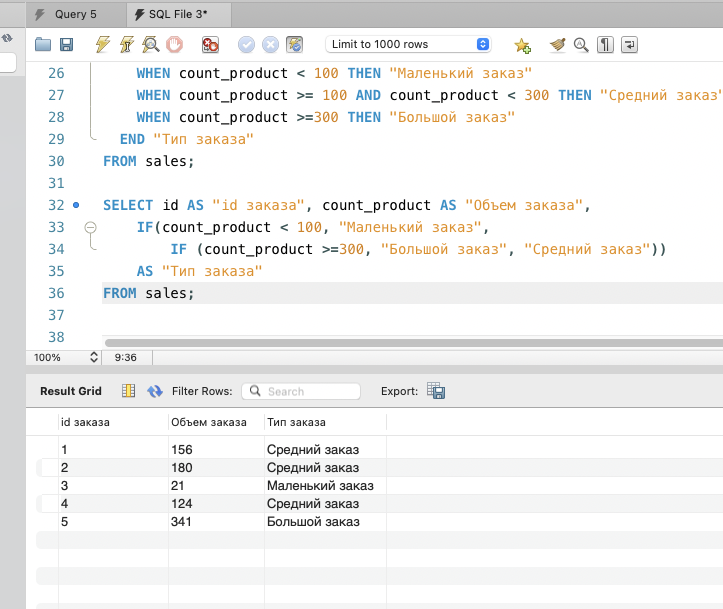 Query 5 SQL File 3*
Limit to 1000 rows
26 WHEN count_product < 100 THEN "Маленький заказ"
27 WHEN count_product >= 100 AND count_product < 300 THEN "Средний заказ"
28 WHEN count_product >=300 THEN "Большой заказ"
29 END "Тип заказа"
30 FROM sales;
31
32 SELECT id AS "id заказа", count_product AS "Объем заказа",
33 IF(count_product < 100, "Маленький заказ",
34 IF (count_product >=300, "Большой заказ", "Средний заказ"))
35 AS "Тип заказа"
36 FROM sales;
37
38
100% 9:36
Result Grid Filter Rows: Search Export:
id заказа Объем заказа Тип заказа
1 156 Средний заказ
2 180 Средний заказ
3 21 Маленький заказ
4 124 Средний заказ
5 341 Большой заказ